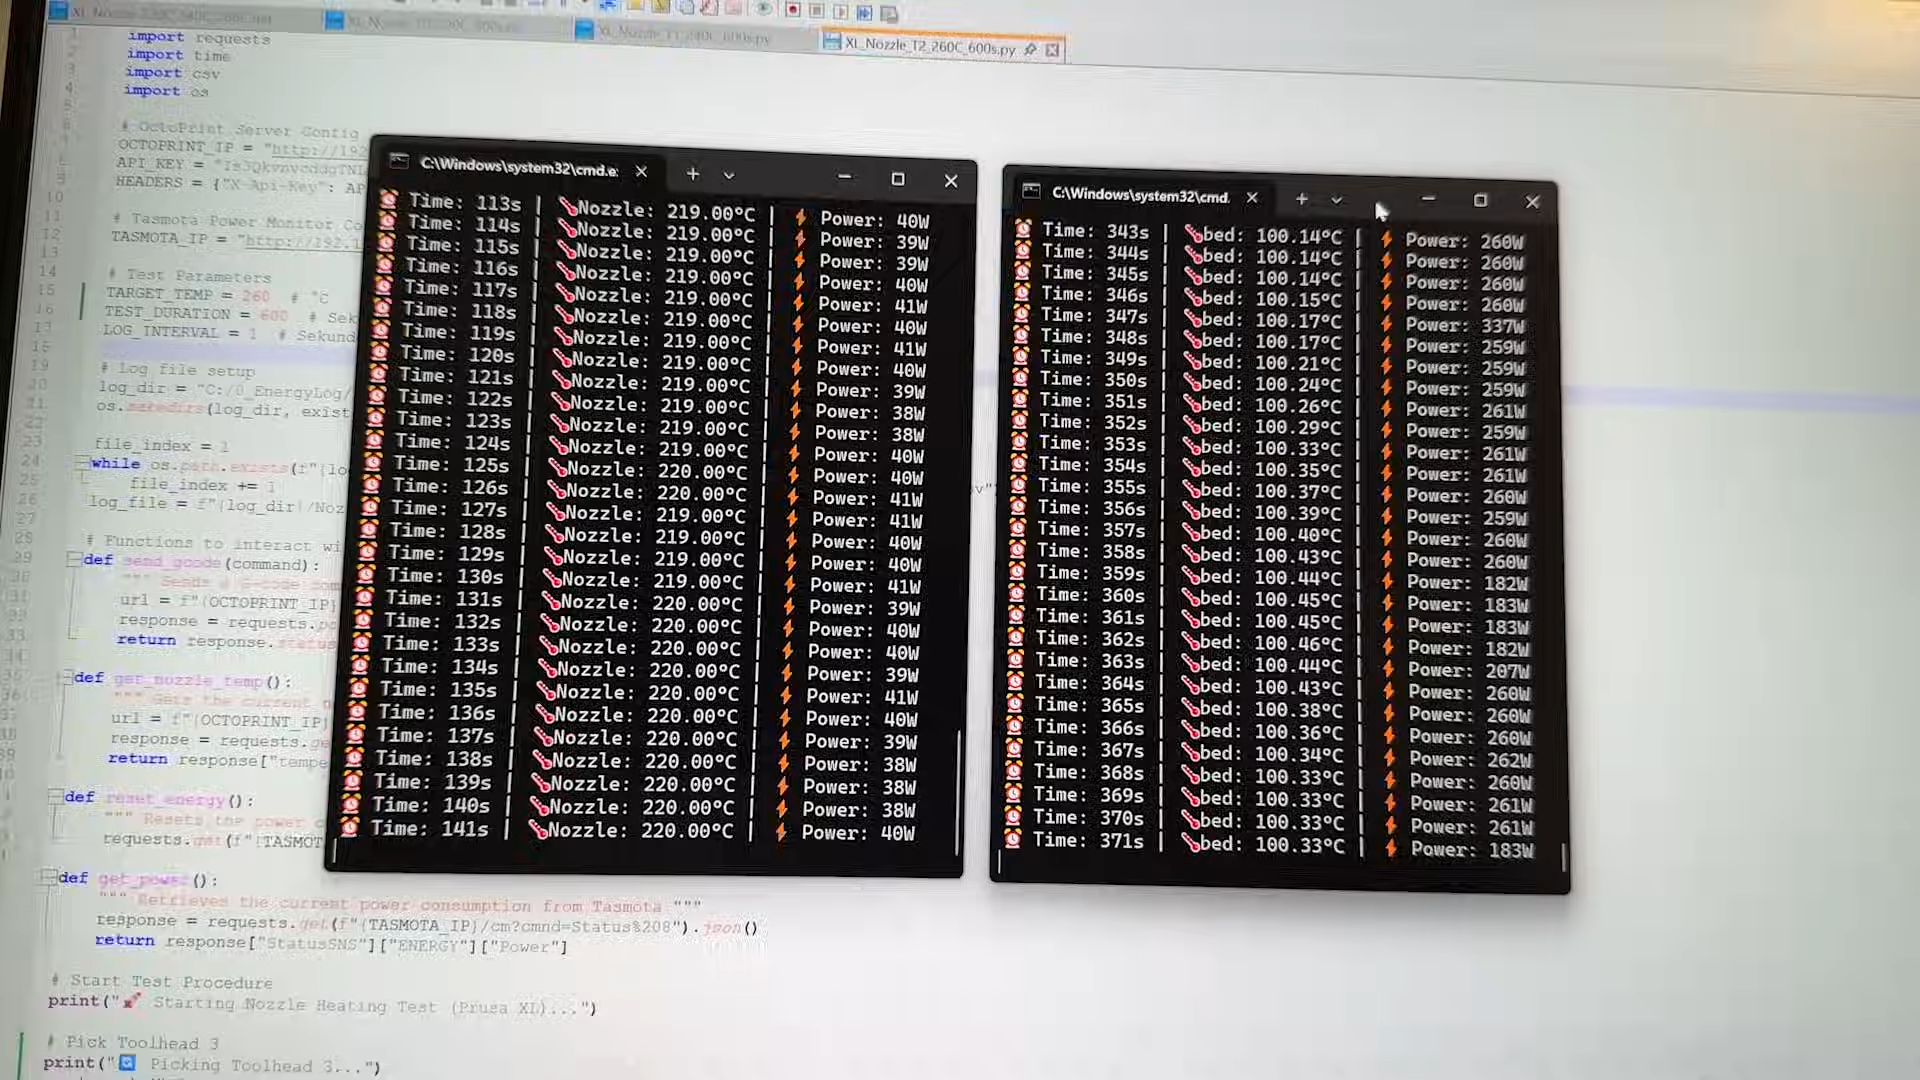 XL_Nozzle_T2_260C_600s.py
import requests
import time
import csv
import os
# OctoPrint Server Config
OCTOPRINT_IP = "http://192
API_KEY =
HEADERS = {"X-Api-Key": AP
# Tasmota Power Monitor Co
TASMOTA_IP = "http://192.1
# Test Parameters
TARGET_TEMP = 260 # °C
TEST_DURATION = 600 # Sek
LOG_INTERVAL = 1 # Sekund
# Log file setup
log_dir = "C:/0_EnergyLog/
os.makedirs(log_dir, exist
file_index = 1
while os.path.exists(f"{lo
file_index += 1
log_file = f"{log_dir}/Noz
# Functions to interact wi
def send_gcode(command):
url = f"{OCTOPRINT_IP}
response = requests.po
return response.status
def get_nozzle_temp():
url = f"{OCTOPRINT_IP}
response = requests.ge
return response["tempe
def reset_energy():
""" Resets the power c
requests.get(f"{TASMOT
def get_power():
""" Retrieves the current power consumption from Tasmota """
response = requests.get(f"{TASMOTA_IP}/cm?cmnd=Status%208").json()
return response["StatusSNS"]["ENERGY"]["Power"]
# Start Test Procedure
print("🚀 Starting Nozzle Heating Test (Prusa XL)...")
# Pick Toolhead 3
print("🔄 Picking Toolhead 3...")
C:\Windows\system32\cmd.e:
Time: 113s | Nozzle: 219.00°C | Power: 40W
Time: 114s | Nozzle: 219.00°C | Power: 39W
Time: 115s | Nozzle: 219.00°C | Power: 39W
Time: 116s | Nozzle: 219.00°C | Power: 40W
Time: 117s | Nozzle: 219.00°C | Power: 41W
Time: 118s | Nozzle: 219.00°C | Power: 40W
Time: 119s | Nozzle: 219.00°C | Power: 41W
Time: 120s | Nozzle: 219.00°C | Power: 40W
Time: 121s | Nozzle: 219.00°C | Power: 39W
Time: 122s | Nozzle: 219.00°C | Power: 38W
Time: 123s | Nozzle: 219.00°C | Power: 38W
Time: 124s | Nozzle: 219.00°C | Power: 40W
Time: 125s | Nozzle: 220.00°C | Power: 40W
Time: 126s | Nozzle: 220.00°C | Power: 41W
Time: 127s | Nozzle: 219.00°C | Power: 41W
Time: 128s | Nozzle: 219.00°C | Power: 40W
Time: 129s | Nozzle: 219.00°C | Power: 40W
Time: 130s | Nozzle: 219.00°C | Power: 41W
Time: 131s | Nozzle: 220.00°C | Power: 39W
Time: 132s | Nozzle: 220.00°C | Power: 40W
Time: 133s | Nozzle: 220.00°C | Power: 40W
Time: 134s | Nozzle: 220.00°C | Power: 39W
Time: 135s | Nozzle: 220.00°C | Power: 41W
Time: 136s | Nozzle: 220.00°C | Power: 40W
Time: 137s | Nozzle: 220.00°C | Power: 39W
Time: 138s | Nozzle: 220.00°C | Power: 38W
Time: 139s | Nozzle: 220.00°C | Power: 38W
Time: 140s | Nozzle: 220.00°C | Power: 38W
Time: 141s | Nozzle: 220.00°C | Power: 40W
C:\Windows\system32\cmd.
Time: 343s | bed: 100.14°C | Power: 260W
Time: 344s | bed: 100.14°C | Power: 260W
Time: 345s | bed: 100.14°C | Power: 260W
Time: 346s | bed: 100.15°C | Power: 260W
Time: 347s | bed: 100.17°C | Power: 337W
Time: 348s | bed: 100.17°C | Power: 259W
Time: 349s | bed: 100.21°C | Power: 259W
Time: 350s | bed: 100.24°C | Power: 259W
Time: 351s | bed: 100.26°C | Power: 261W
Time: 352s | bed: 100.29°C | Power: 259W
Time: 353s | bed: 100.33°C | Power: 261W
Time: 354s | bed: 100.35°C | Power: 261W
Time: 355s | bed: 100.37°C | Power: 260W
Time: 356s | bed: 100.39°C | Power: 259W
Time: 357s | bed: 100.40°C | Power: 260W
Time: 358s | bed: 100.43°C | Power: 260W
Time: 359s | bed: 100.44°C | Power: 182W
Time: 360s | bed: 100.45°C | Power: 183W
Time: 361s | bed: 100.45°C | Power: 183W
Time: 362s | bed: 100.46°C | Power: 182W
Time: 363s | bed: 100.44°C | Power: 207W
Time: 364s | bed: 100.43°C | Power: 260W
Time: 365s | bed: 100.38°C | Power: 260W
Time: 366s | bed: 100.36°C | Power: 260W
Time: 367s | bed: 100.34°C | Power: 262W
Time: 368s | bed: 100.33°C | Power: 260W
Time: 369s | bed: 100.33°C | Power: 261W
Time: 370s | bed: 100.33°C | Power: 261W
Time: 371s | bed: 100.33°C | Power: 183W